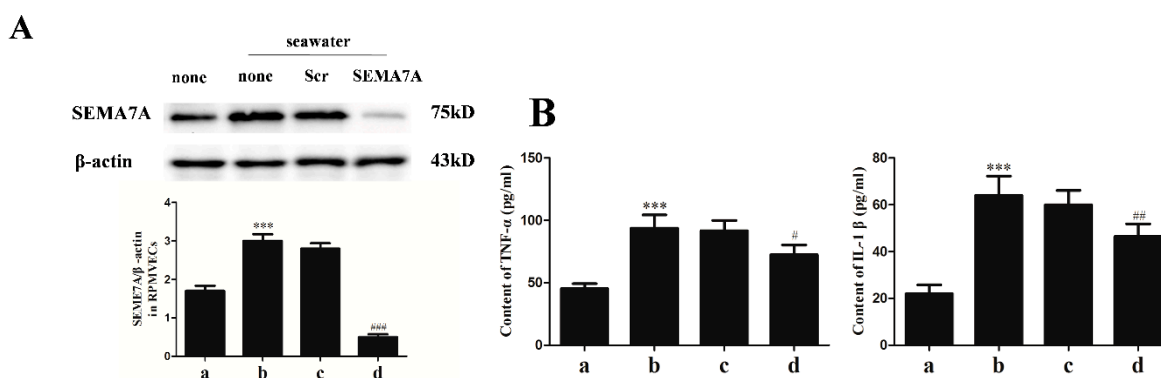 A
seawater
none none Scr SEMA7A
SEMA7A 75kD
β-actin 43kD
SEME7A/β-actin
in RPMVECs
4
3
2
1
0
***
###
a b c d
B
Content of TNF-α (pg/ml)
150
100
50
0
***
#
a b c d
Content of IL-1 β (pg/ml)
80
60
40
20
0
***
##
a b c d